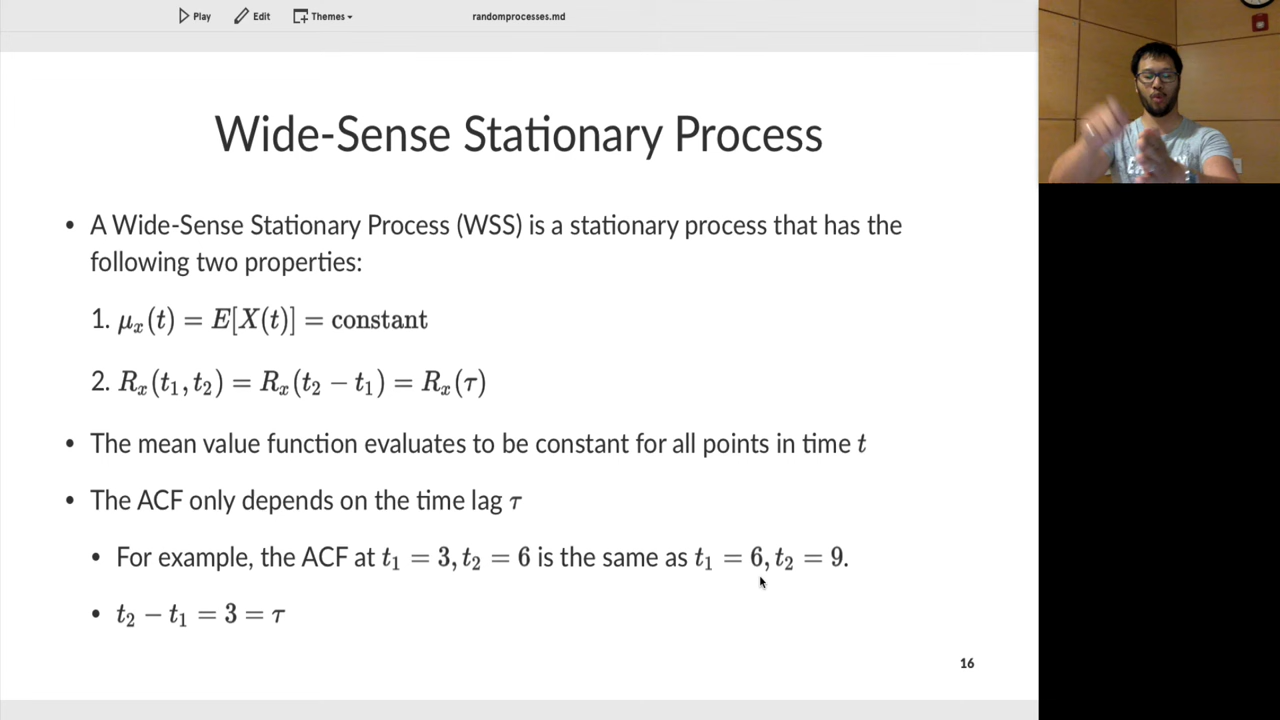 Play Edit Themes randomprocesses.md
Wide-Sense Stationary Process
• A Wide-Sense Stationary Process (WSS) is a stationary process that has the
following two properties:
1. μₓ(t) = E[X(t)] = constant
2. Rₓ(t₁, t₂) = Rₓ(t₂ − t₁) = Rₓ(τ)
• The mean value function evaluates to be constant for all points in time t
• The ACF only depends on the time lag τ
• For example, the ACF at t₁ = 3, t₂ = 6 is the same as t₁ = 6, t₂ = 9.
• t₂ − t₁ = 3 = τ
16